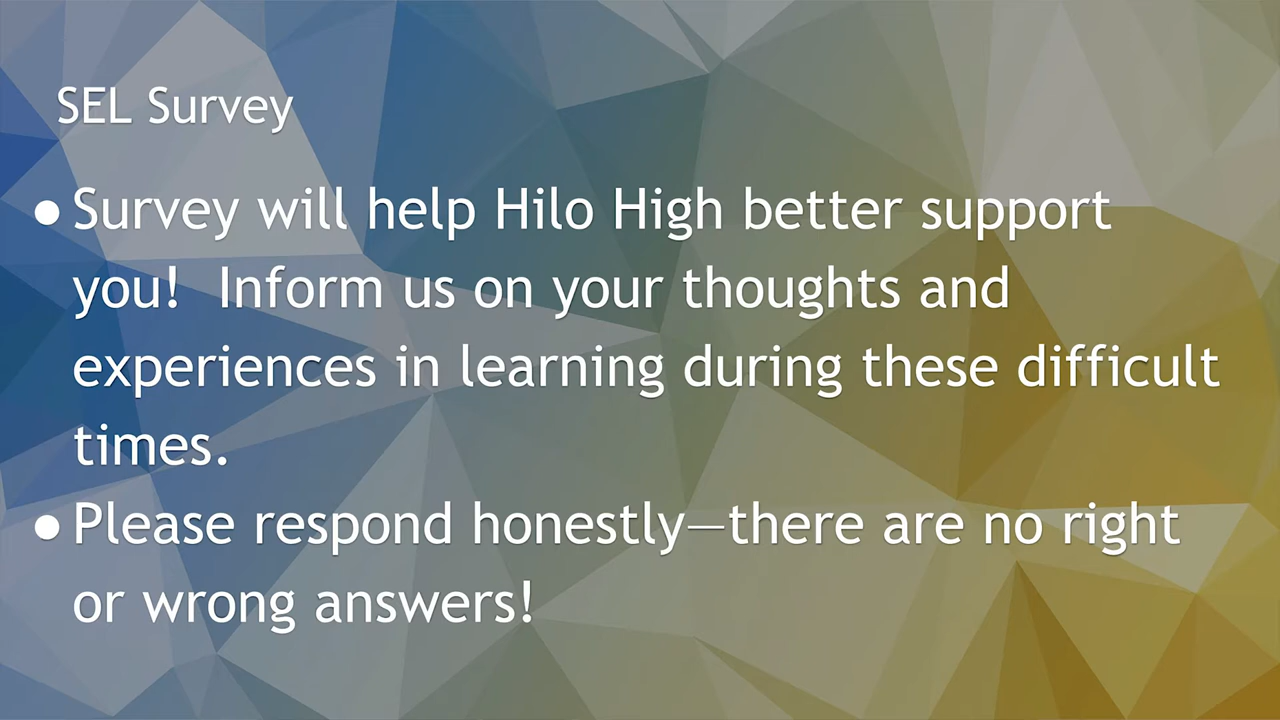 SEL Survey
● Survey will help Hilo High better support
you!  Inform us on your thoughts and
experiences in learning during these difficult
times.
● Please respond honestly—there are no right
or wrong answers!